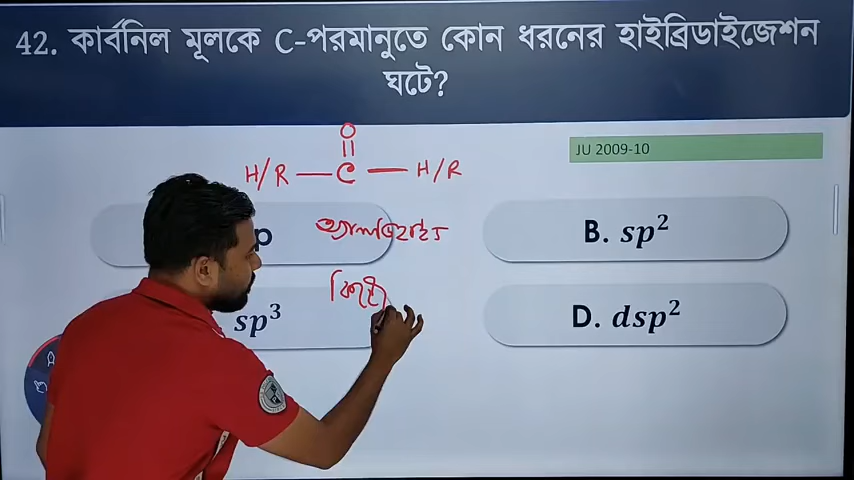 42. কার্বনিল মূলকে C-পরমানুতে কোন ধরনের হাইব্রিডাইজেশন
ঘটে?
JU 2009-10
O
||
H/R — C — H/R
অ্যালডিহাইড
p
B. sp²
কিটো
sp³
D. dsp²